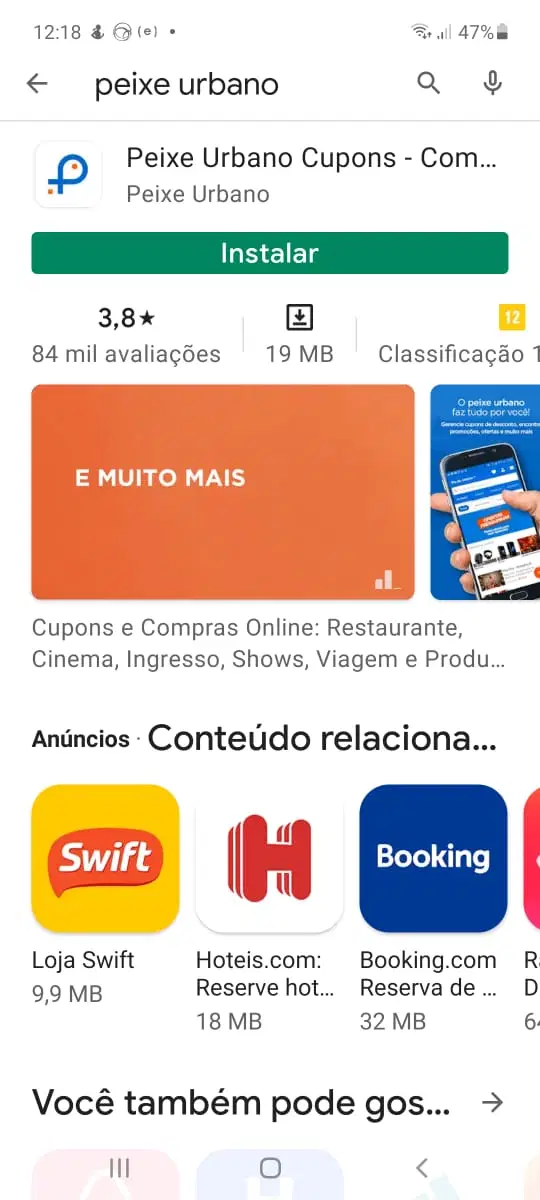 12:18 (e) • 47%
peixe urbano
Peixe Urbano Cupons - Com...
Peixe Urbano
Instalar
3,8★
84 mil avaliações
19 MB
12
Classificação 1
E MUITO MAIS
O peixe urbano
faz tudo por você!
Gerencie cupons de desconto, encontre
promoções, ofertas e muito mais
Cupons e Compras Online: Restaurante,
Cinema, Ingresso, Shows, Viagem e Produ...
Anúncios · Conteúdo relaciona...
Swift
H
Booking
Loja Swift
9,9 MB
Hoteis.com:
Reserve hot...
18 MB
Booking.com
Reserva de ...
32 MB
R
D
64
Você também pode gos...